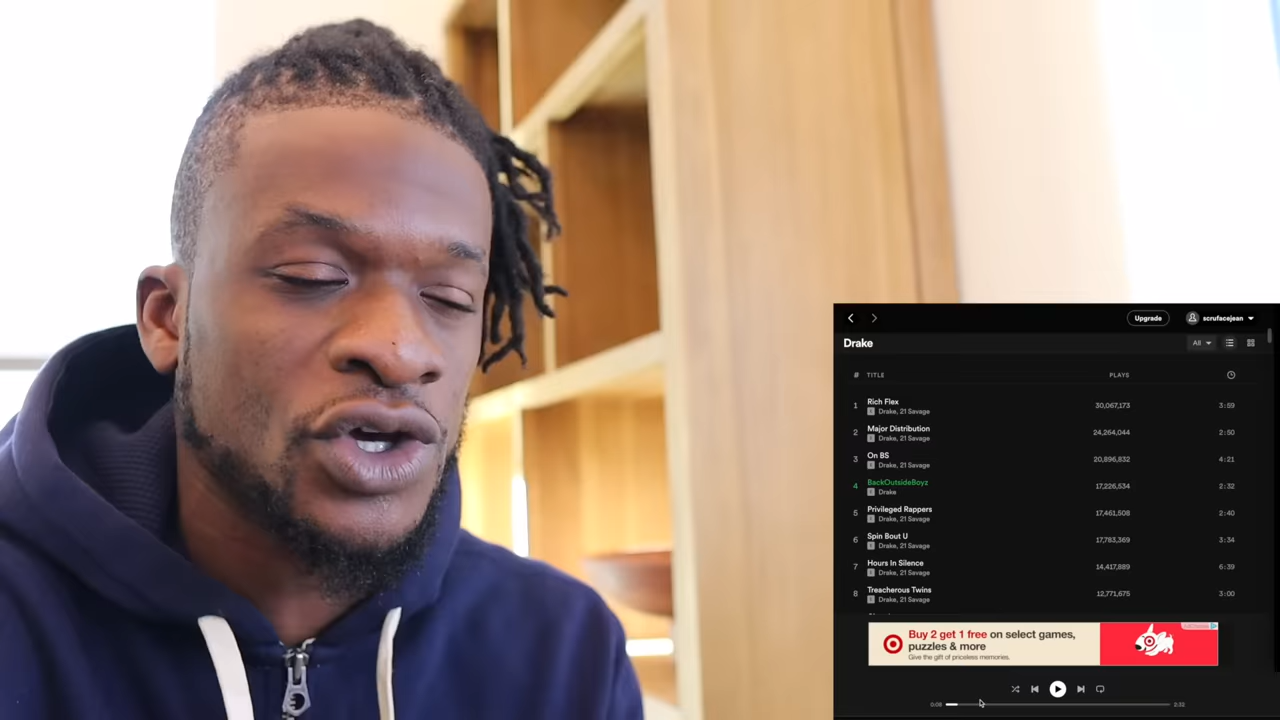 Upgrade scrufacejean
Drake All
# TITLE PLAYS
1 Rich Flex 30,067,173 3:59
E Drake, 21 Savage
2 Major Distribution 24,264,044 2:50
E Drake, 21 Savage
3 On BS 20,896,832 4:21
E Drake, 21 Savage
4 BackOutsideBoyz 17,226,534 2:32
E Drake
5 Privileged Rappers 17,461,508 2:40
E Drake, 21 Savage
6 Spin Bout U 17,783,369 3:34
E Drake, 21 Savage
7 Hours In Silence 14,417,889 6:39
E Drake, 21 Savage
8 Treacherous Twins 12,771,675 3:00
E Drake, 21 Savage
Buy 2 get 1 free on select games,
puzzles & more
Give the gift of priceless memories.
0:08 2:32